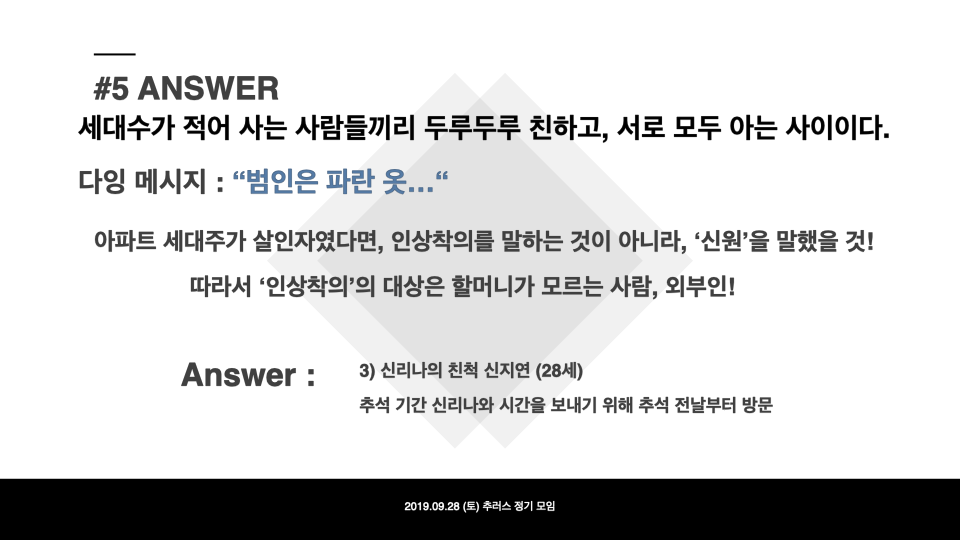 #5 ANSWER
세대수가 적어 사는 사람들끼리 두루두루 친하고, 서로 모두 아는 사이이다.
다잉 메시지 : “범인은 파란 옷...“
아파트 세대주가 살인자였다면, 인상착의를 말하는 것이 아니라, ‘신원’을 말했을 것!
따라서 ‘인상착의’의 대상은 할머니가 모르는 사람, 외부인!
Answer :
3) 신리나의 친척 신지연 (28세)
추석 기간 신리나와 시간을 보내기 위해 추석 전날부터 방문
2019.09.28 (토) 추러스 정기 모임